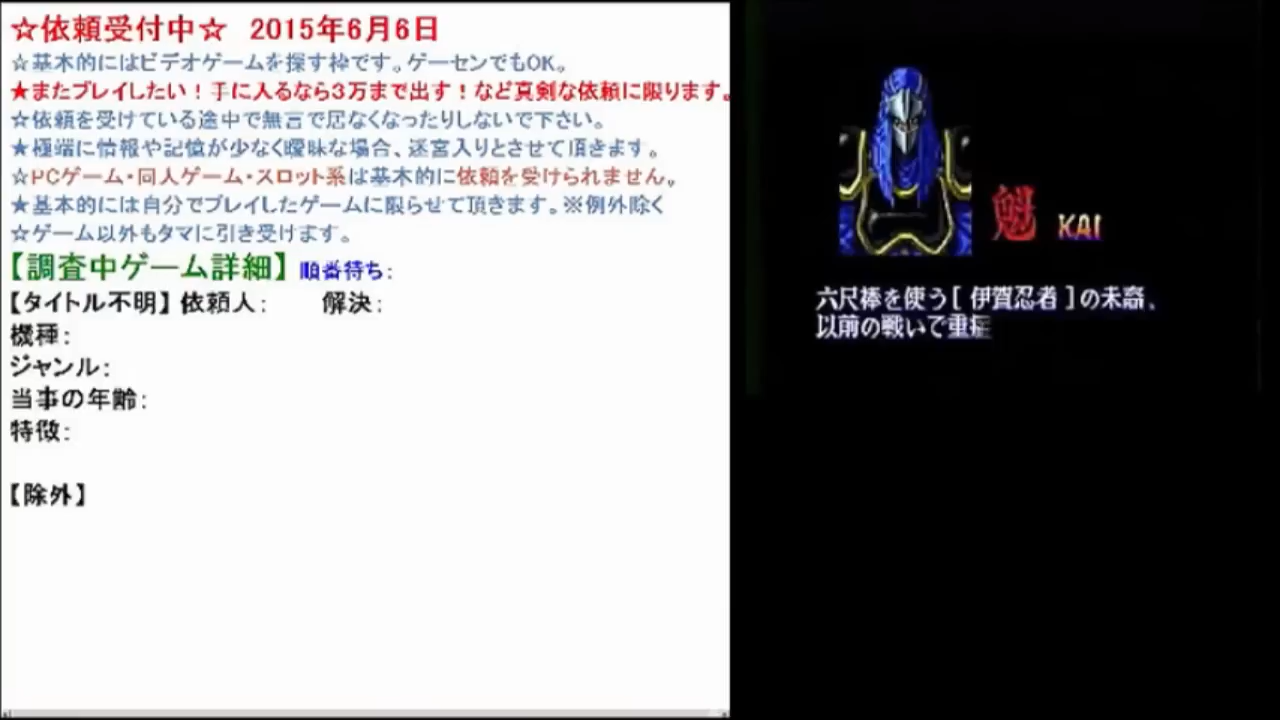 ☆依頼受付中☆ 2015年6月6日
☆基本的にはビデオゲームを探す枠です。ゲーセンでもOK。
★またプレイしたい！手に入るなら3万まで出す！など真剣な依頼に限ります。
☆依頼を受けている途中で無言で居なくなったりしないで下さい。
★極端に情報や記憶が少なく曖昧な場合、迷宮入りとさせて頂きます。
☆PCゲーム・同人ゲーム・スロット系は基本的に依頼を受けられません。
★基本的には自分でプレイしたゲームに限らせて頂きます。※例外除く
☆ゲーム以外もタマに引き受けます。
【調査中ゲーム詳細】 順番待ち：
【タイトル不明】 依頼人： 解決：
機種：
ジャンル：
当事の年齢：
特徴：
【除外】
魁 KAI
六尺棒を使う[ 伊賀忍者 ]の末裔、
以前の戦いで重症